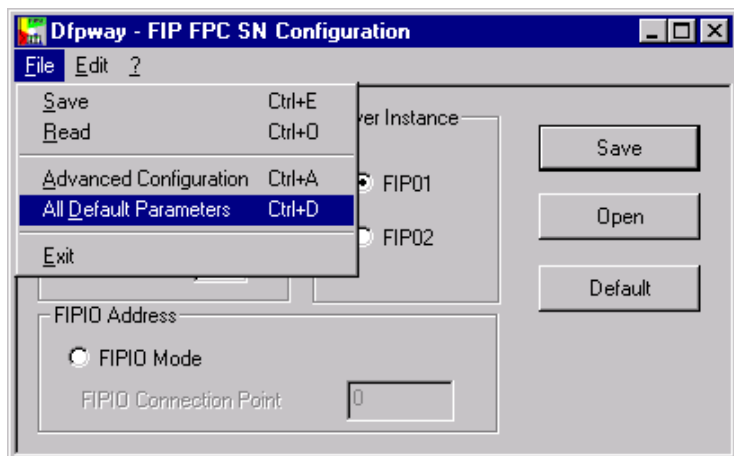 Dfpway - FIP FPC SN Configuration
File Edit ?
Save Ctrl+E
Read Ctrl+O
Advanced Configuration Ctrl+A
All Default Parameters Ctrl+D
Exit
Instance
FIP01
FIP02
Save
Open
Default
FIPIO Address
FIPIO Mode
FIPIO Connection Point 0